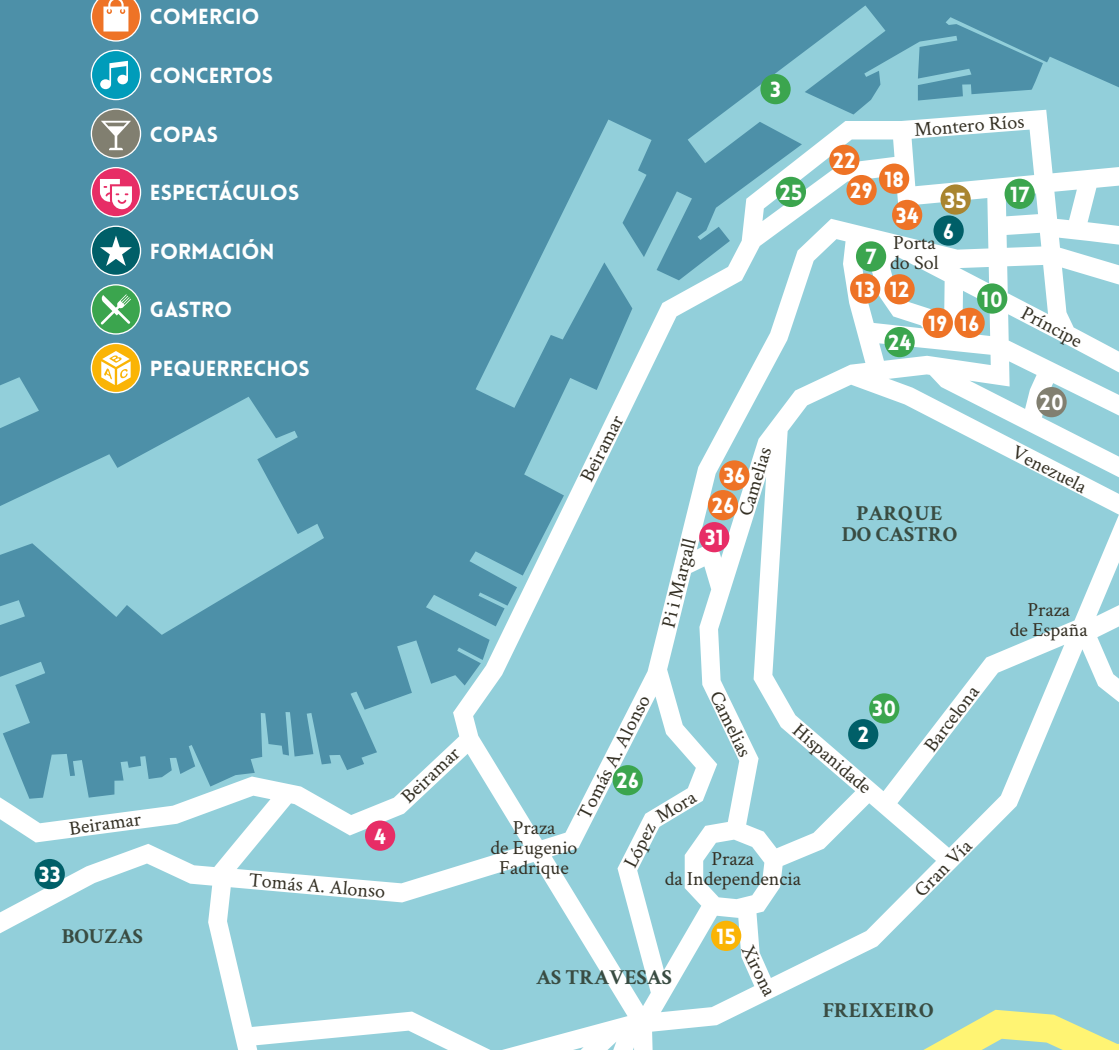 COMERCIO
CONCERTOS
COPAS
ESPECTÁCULOS
FORMACIÓN
GASTRO
PEQUERRECHOS
3
Montero Ríos
22
25
29
18
17
35
34
6
7
Porta
do Sol
13
12
10
19
16
Príncipe
24
20
Beiramar
Venezuela
36
Camelias
26
31
PARQUE
DO CASTRO
Pi i Margall
Praza
de España
30
2
Camelias
Barcelona
Hispanidade
Tomás A. Alonso
26
Beiramar
López Mora
Beiramar
4
Praza
de Eugenio
Fadrique
Praza
da Independencia
Gran Vía
33
Tomás A. Alonso
BOUZAS
15
Xirona
AS TRAVESAS
FREIXEIRO